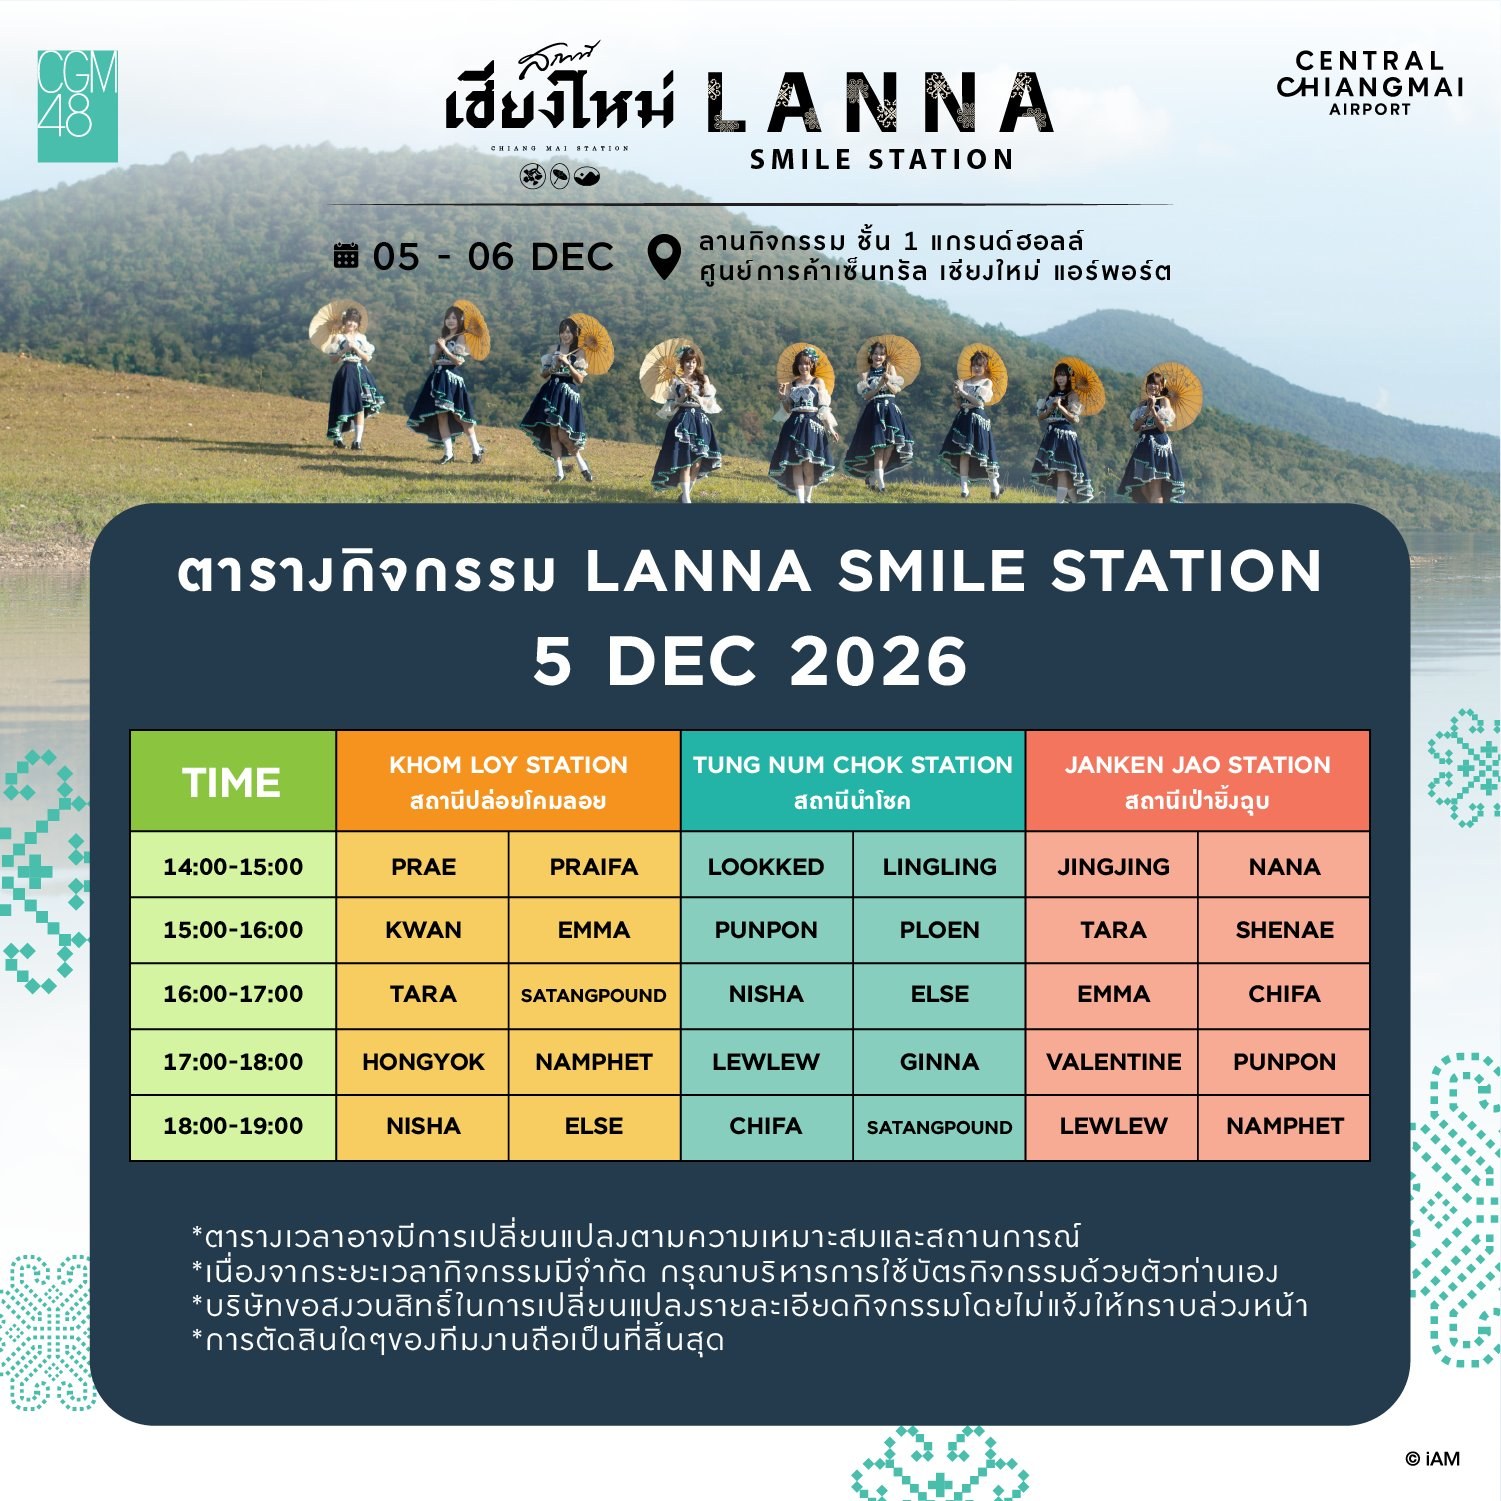 CGM
48
สถานี
เชียงใหม่
CHIANG MAI STATION
LANNA
SMILE STATION
CENTRAL
CHIANGMAI
AIRPORT
05 - 06 DEC
ลานกิจกรรม ชั้น 1 แกรนด์ฮอลล์
ศูนย์การค้าเซ็นทรัล เชียงใหม่ แอร์พอร์ต
ตารางกิจกรรม LANNA SMILE STATION
5 DEC 2026
TIME KHOM LOY STATION TUNG NUM CHOK STATION JANKEN JAO STATION
สถานีปล่อยโคมลอย สถานีนำโชค สถานีเป่ายิ้งฉุบ
14:00-15:00 PRAE PRAIFA LOOKKED LINGLING JINGJING NANA
15:00-16:00 KWAN EMMA PUNPON PLOEN TARA SHENAE
16:00-17:00 TARA SATANGPOUND NISHA ELSE EMMA CHIFA
17:00-18:00 HONGYOK NAMPHET LEWLEW GINNA VALENTINE PUNPON
18:00-19:00 NISHA ELSE CHIFA SATANGPOUND LEWLEW NAMPHET
*ตารางเวลาอาจมีการเปลี่ยนแปลงตามความเหมาะสมและสถานการณ์
*เนื่องจากระยะเวลากิจกรรมมีจำกัด กรุณาบริหารการใช้บัตรกิจกรรมด้วยตัวท่านเอง
*บริษัทขอสงวนสิทธิ์ในการเปลี่ยนแปลงรายละเอียดกิจกรรมโดยไม่แจ้งให้ทราบล่วงหน้า
*การตัดสินใดๆของทีมงานถือเป็นที่สิ้นสุด
© iAM